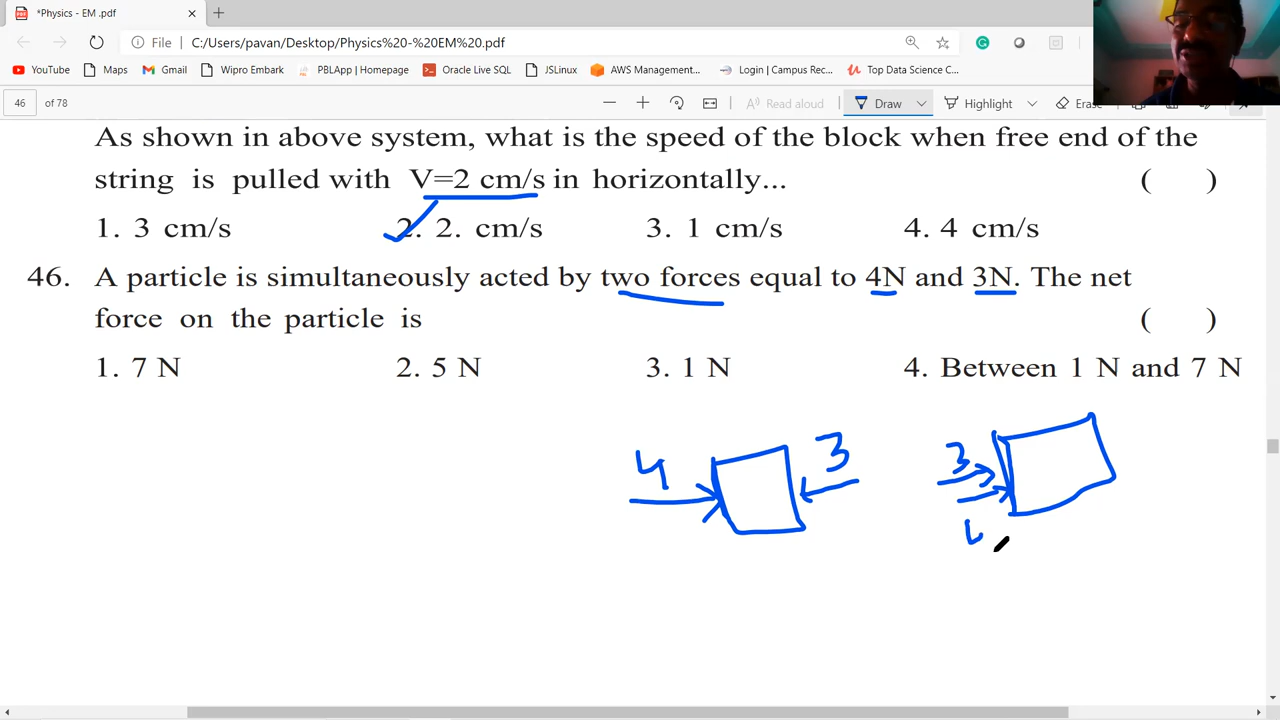 *Physics - EM .pdf
File C:/Users/pavan/Desktop/Physics%20-%20EM%20.pdf
YouTube Maps Gmail Wipro Embark PBLApp | Homepage Oracle Live SQL JSLinux AWS Management... Login | Campus Rec... Top Data Science C...
46 of 78 Read aloud Draw Highlight Erase
As shown in above system, what is the speed of the block when free end of the
string is pulled with V=2 cm/s in horizontally... ( )
1. 3 cm/s 2. 2. cm/s 3. 1 cm/s 4. 4 cm/s
46. A particle is simultaneously acted by two forces equal to 4N and 3N. The net
force on the particle is ( )
1. 7 N 2. 5 N 3. 1 N 4. Between 1 N and 7 N
4 3 3